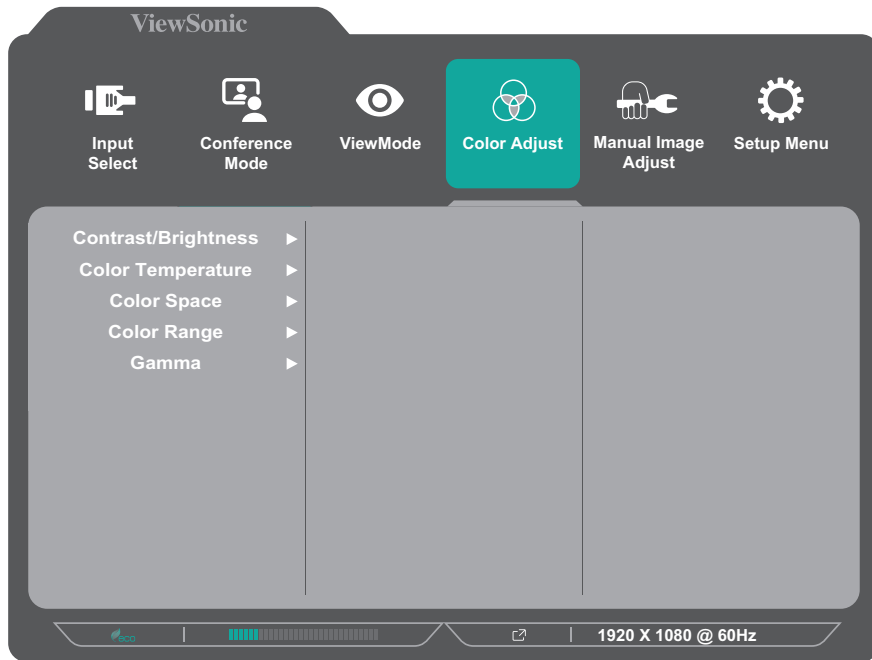 ViewSonic
Input
Select
Conference
Mode
ViewMode
Color Adjust
Manual Image
Adjust
Setup Menu
Contrast/Brightness
Color Temperature
Color Space
Color Range
Gamma
eco
1920 X 1080 @ 60Hz